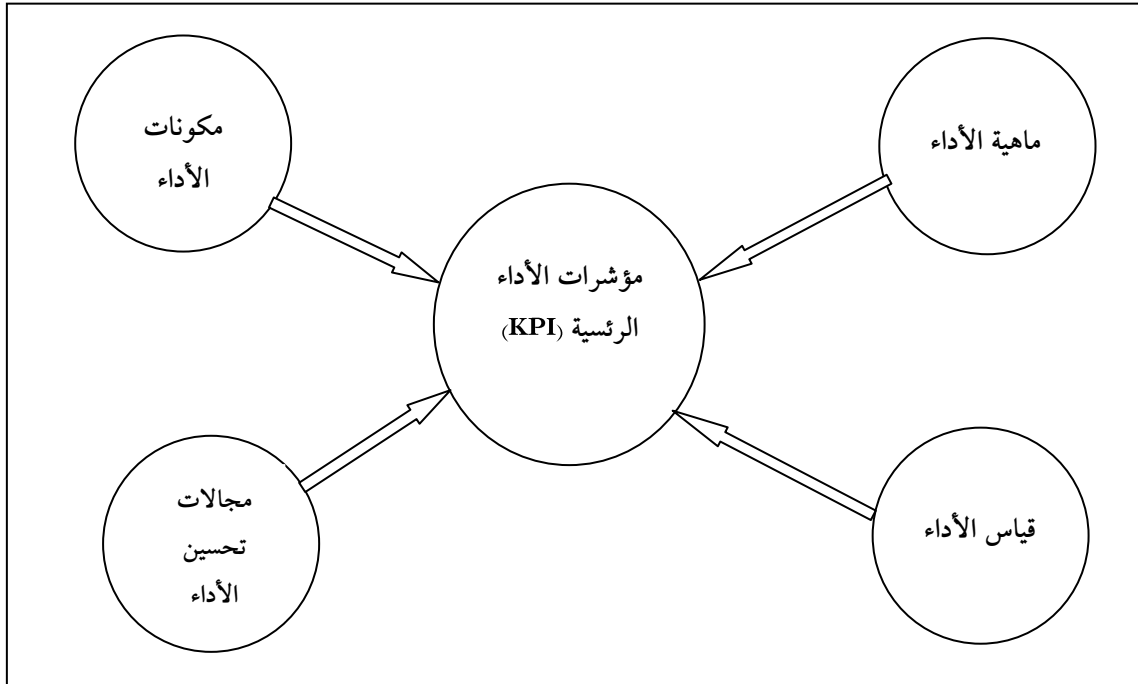 ماهية الأداء
مكونات
الأداء
مؤشرات الأداء
الرئسية (KPI)
قياس الأداء
مجالات
تحسين
الأداء